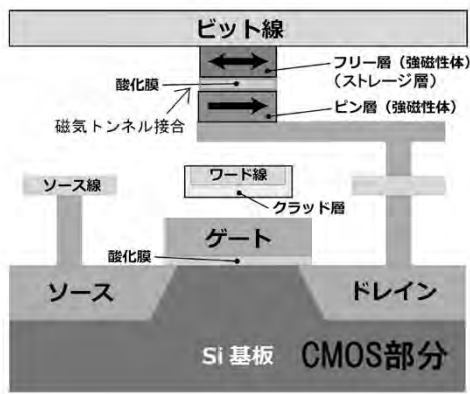 ビット線
フリー層（強磁性体）
（ストレージ層）
酸化膜
磁気トンネル接合
ピン層（強磁性体）
ソース線
ワード線
クラッド層
ゲート
酸化膜
ソース
ドレイン
Si 基板
CMOS部分